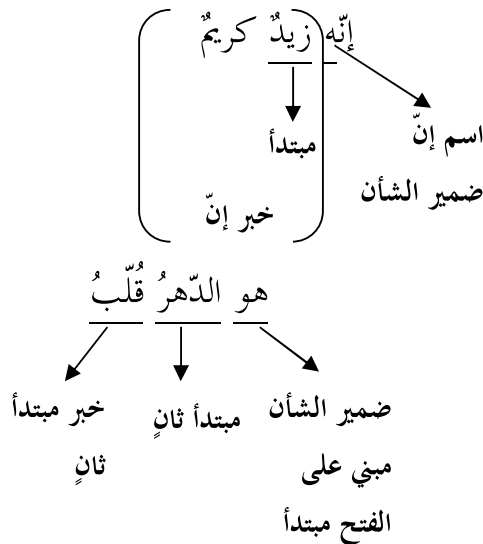 إنّه زيدٌ كريمٌ
اسم إنّ
ضمير الشأن
مبتدأ
خبر إنّ
هو الدّهرُ قُلّبُ
ضمير الشأن
مبني على
الفتح مبتدأ
مبتدأ ثانٍ
خبر مبتدأ
ثانٍ